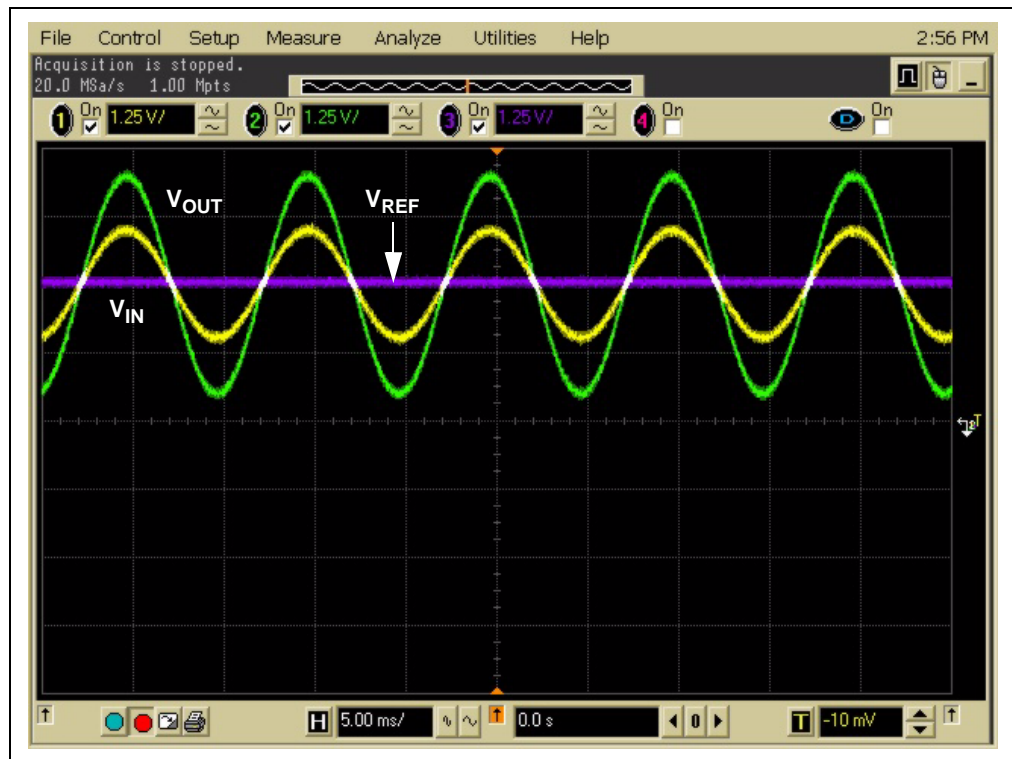 File Control Setup Measure Analyze Utilities Help 2:56 PM
Acquisition is stopped.
20.0 MSa/s 1.00 Mpts
1 On 1.25 V/ 2 On 1.25 V/ 3 On 1.25 V/ 4 On D On
VOUT VREF
VIN
T
H 5.00 ms/ 0.0 s 0 T -10 mV